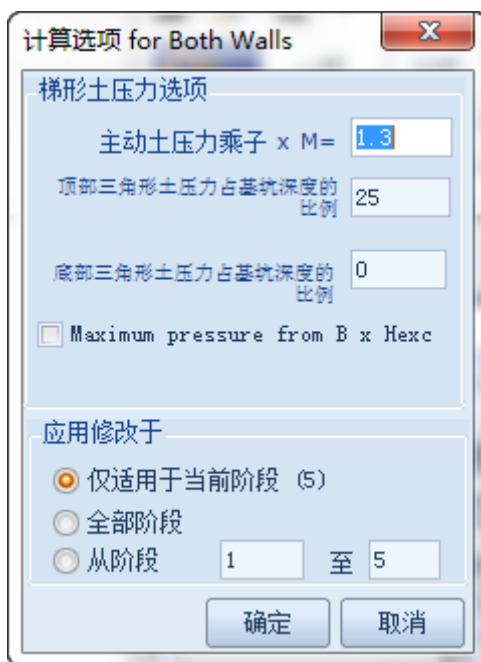 计算选项 for Both Walls
梯形土压力选项
主动土压力乘子 x M= 1.3
顶部三角形土压力占基坑深度的
比例 25
底部三角形土压力占基坑深度的
比例 0
Maximum pressure from B x Hexc
应用修改于
仅适用于当前阶段 (5)
全部阶段
从阶段 1 至 5
确定 取消